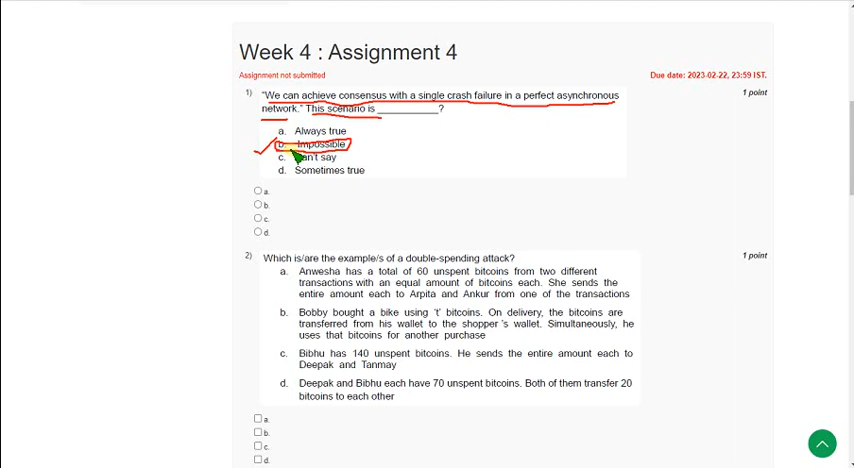 Week 4 : Assignment 4
Assignment not submitted
Due date: 2023-02-22, 23:59 IST.
1) "We can achieve consensus with a single crash failure in a perfect asynchronous 1 point
network." This scenario is ___________?
a. Always true
b. Impossible
c. Can't say
d. Sometimes true
a.
b.
c.
d.
2) Which is/are the example/s of a double-spending attack? 1 point
a. Anwesha has a total of 60 unspent bitcoins from two different
transactions with an equal amount of bitcoins each. She sends the
entire amount each to Arpita and Ankur from one of the transactions
b. Bobby bought a bike using 't' bitcoins. On delivery, the bitcoins are
transferred from his wallet to the shopper 's wallet. Simultaneously, he
uses that bitcoins for another purchase
c. Bibhu has 140 unspent bitcoins. He sends the entire amount each to
Deepak and Tanmay
d. Deepak and Bibhu each have 70 unspent bitcoins. Both of them transfer 20
bitcoins to each other
a.
b.
c.
d.